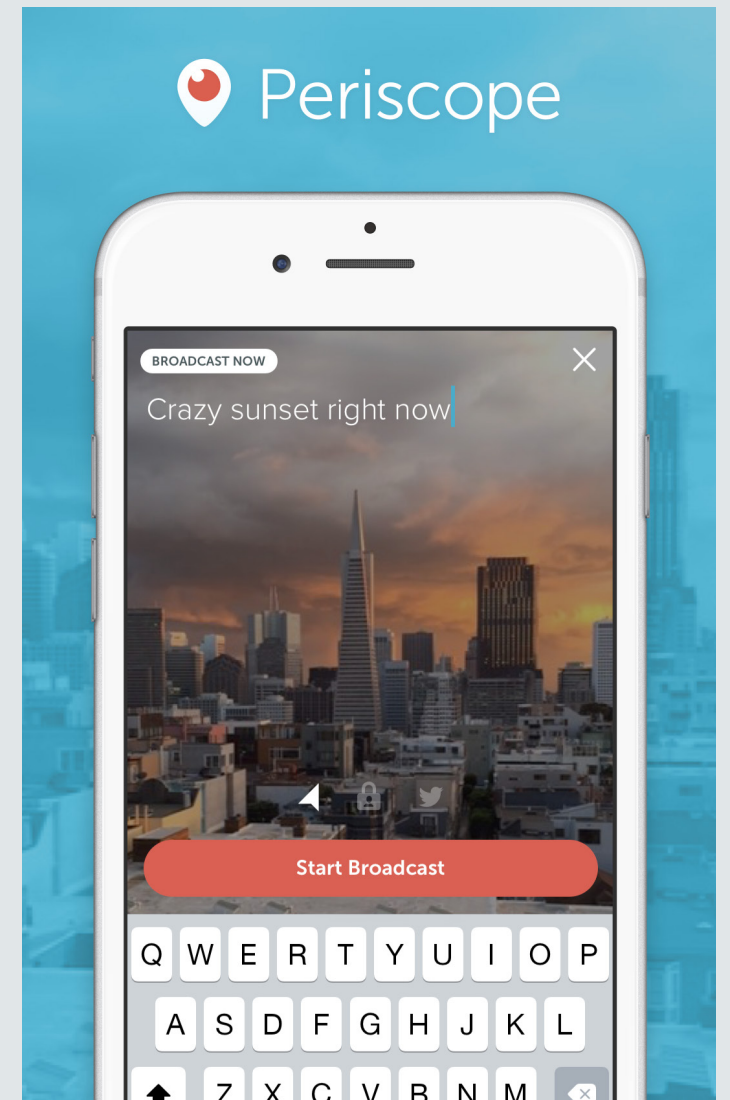 Periscope
BROADCAST NOW
Crazy sunset right now
Start Broadcast
Q W E R T Y U I O P
A S D F G H J K L
Z X C V B N M